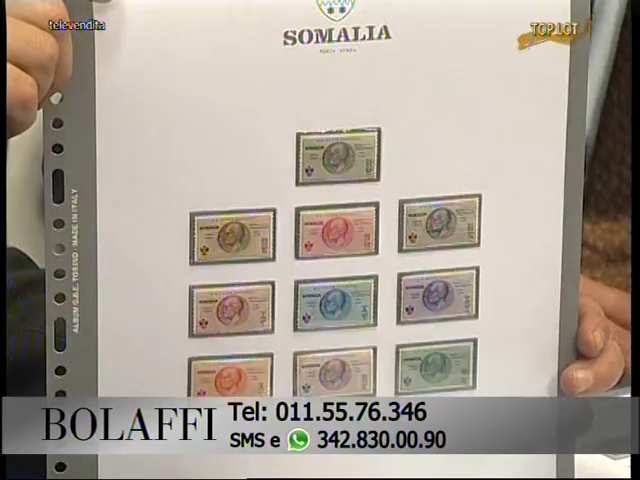 televendita
TOP LOT
SOMALIA
POSTA AEREA
ALBUM G.B.E. TORINO - MADE IN ITALY
BOLAFFI
Tel: 011.55.76.346
SMS e 342.830.00.90